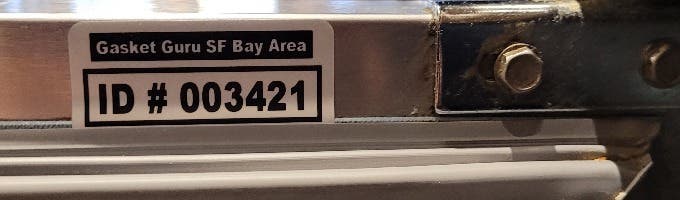 Gasket Guru SF Bay Area
ID # 003421